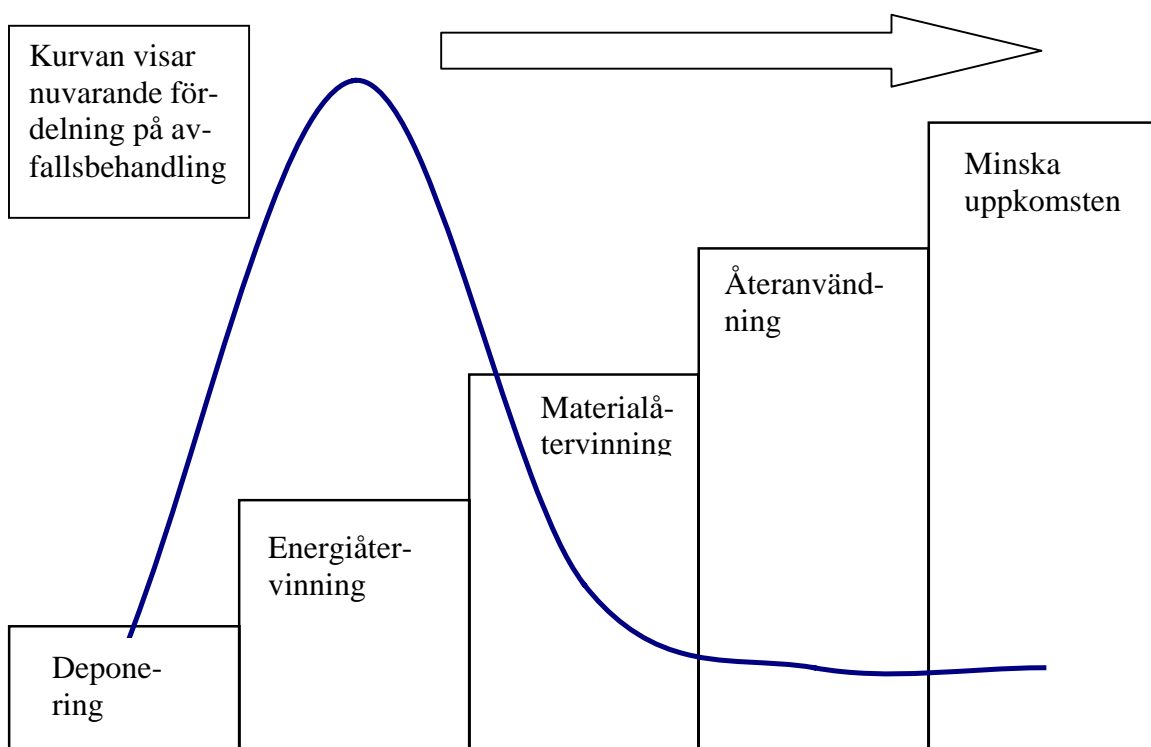 Kurvan visar
nuvarande för-
delning på av-
fallsbehandling
Minska
uppkomsten
Återanvänd-
ning
Materialå-
tervinning
Energiåter-
vinning
Depone-
ring